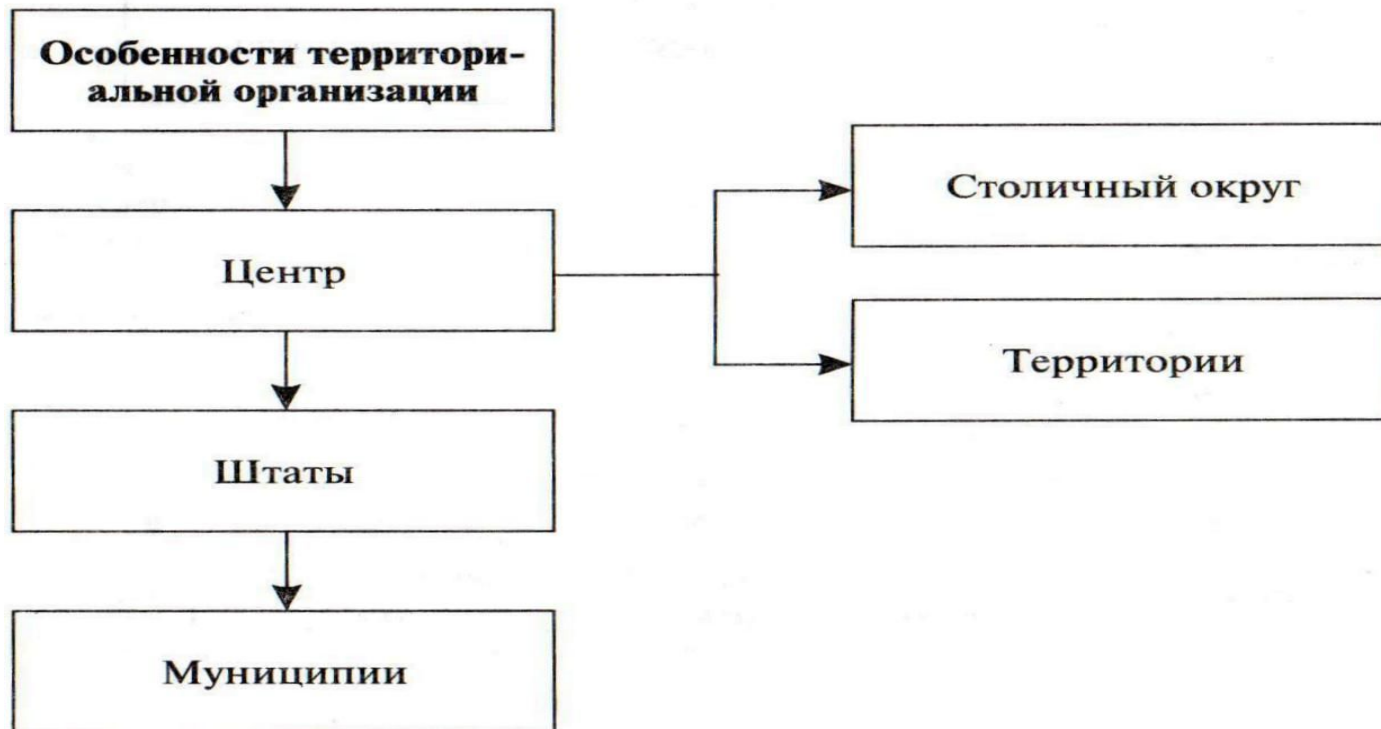 Особенности территори-
альной организации
Центр
Столичный округ
Территории
Штаты
Муниципии